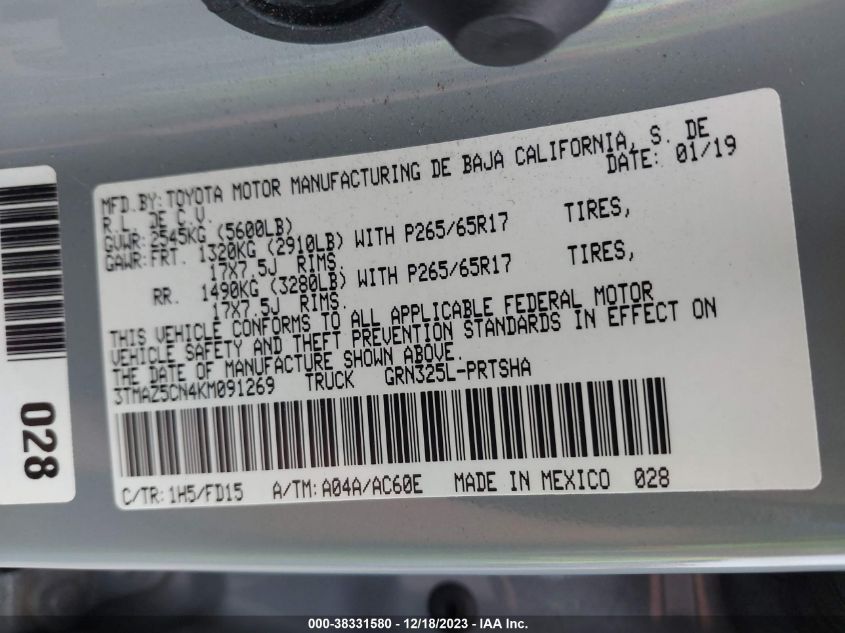 MFD.BY: TOYOTA MOTOR MANUFACTURING DE BAJA CALIFORNIA, S. DE
R.L. DE C.V. DATE: 01/19
GVWR: 2545KG (5600LB)
GAWR: FRT. 1320KG (2910LB) WITH P265/65R17 TIRES,
17X7.5J RIMS.
RR. 1490KG (3280LB) WITH P265/65R17 TIRES,
17X7.5J RIMS.
THIS VEHICLE CONFORMS TO ALL APPLICABLE FEDERAL MOTOR
VEHICLE SAFETY AND THEFT PREVENTION STANDARDS IN EFFECT ON
THE DATE OF MANUFACTURE SHOWN ABOVE.
3TMAZ5CN4KM091269 TRUCK GRN325L-PRTSHA
C/TR: 1H5/FD15 A/TM: A04A/AC60E MADE IN MEXICO 028
028
000-38331580 - 12/18/2023 - IAA Inc.